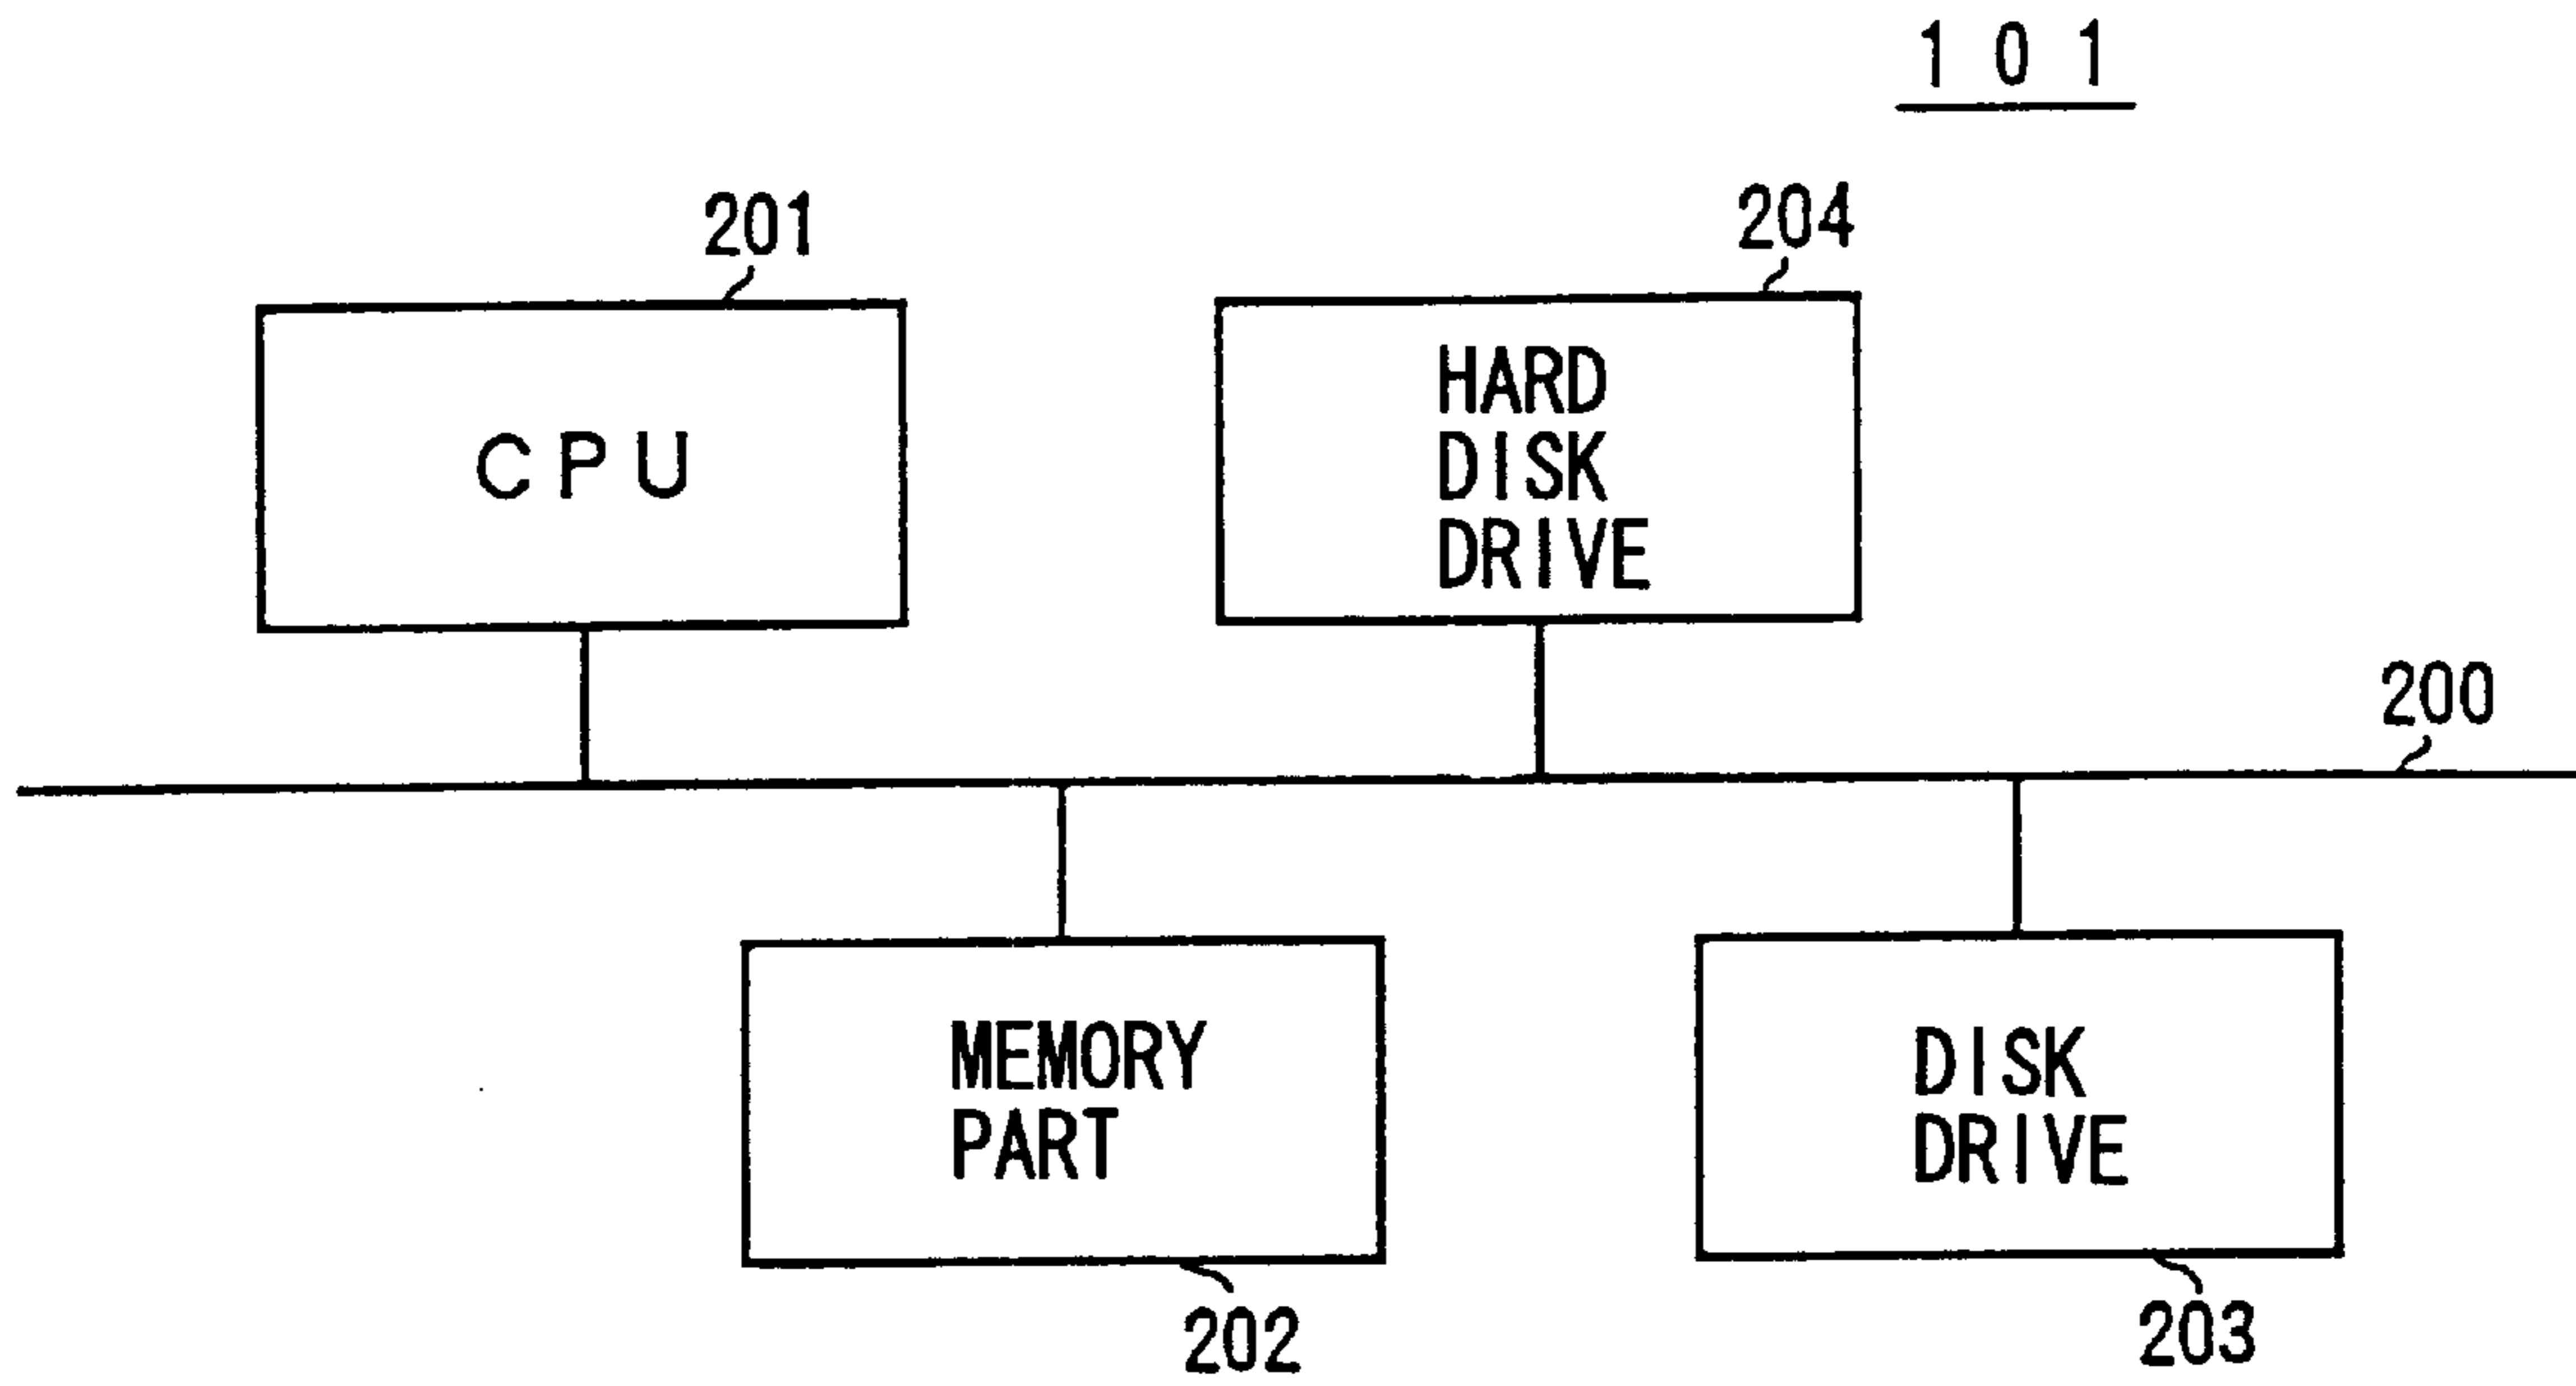 101
201
204
CPU
HARD
DISK
DRIVE
200
MEMORY
PART
DISK
DRIVE
202
203